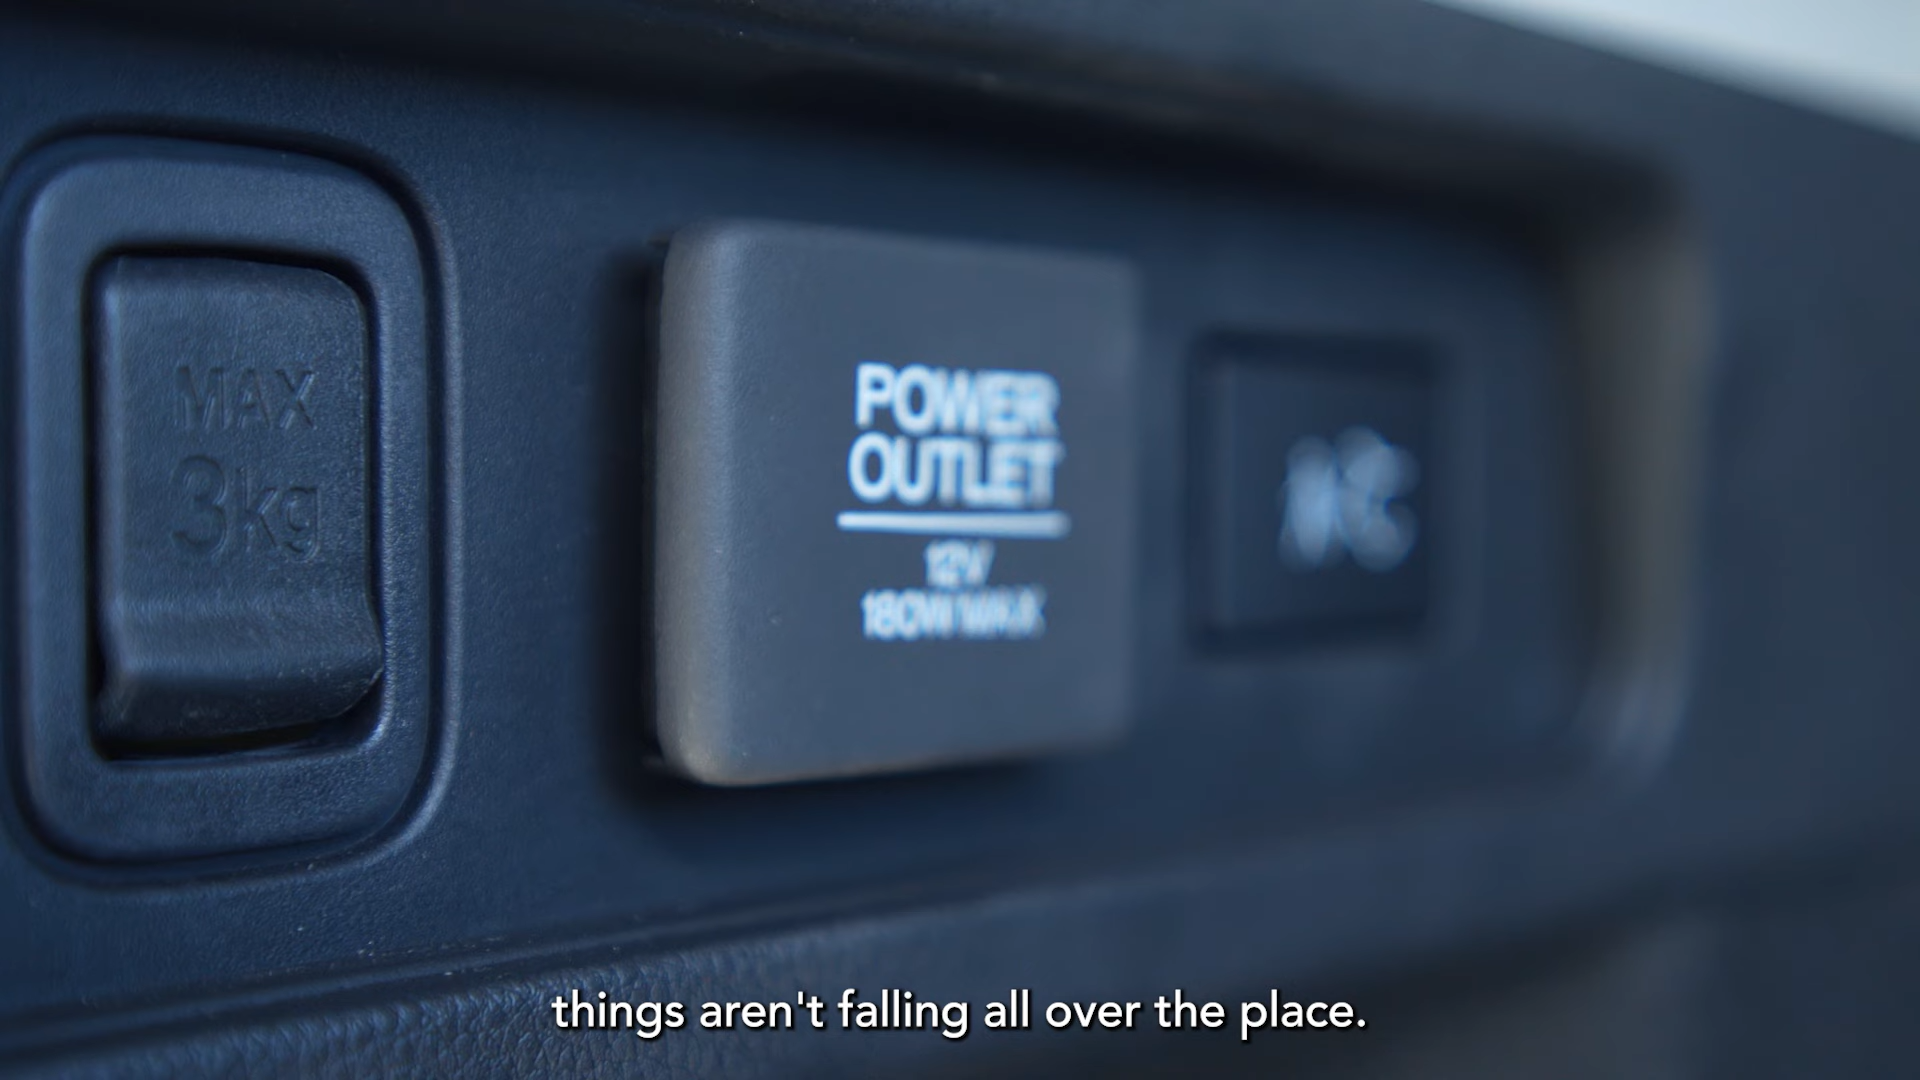 MAX
3kg
POWER
OUTLET
12V
180W MAX
things aren't falling all over the place.